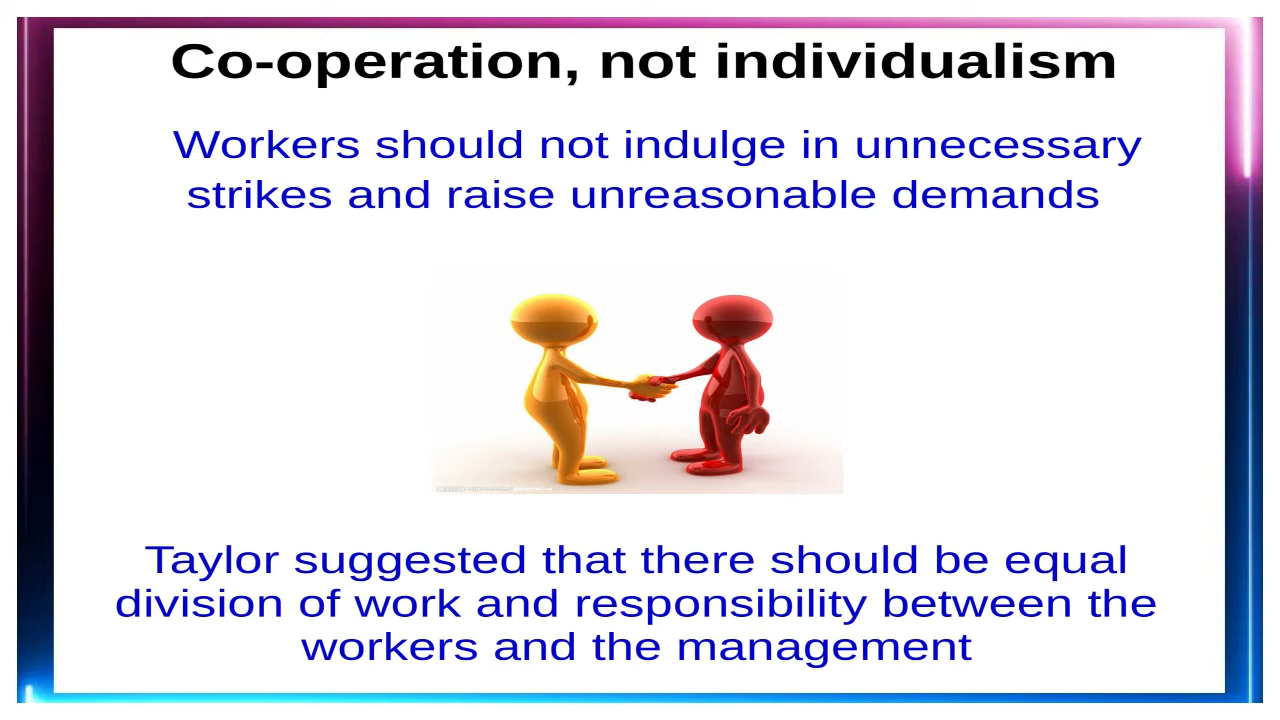 Co-operation, not individualism
Workers should not indulge in unnecessary
strikes and raise unreasonable demands
Taylor suggested that there should be equal
division of work and responsibility between the
workers and the management